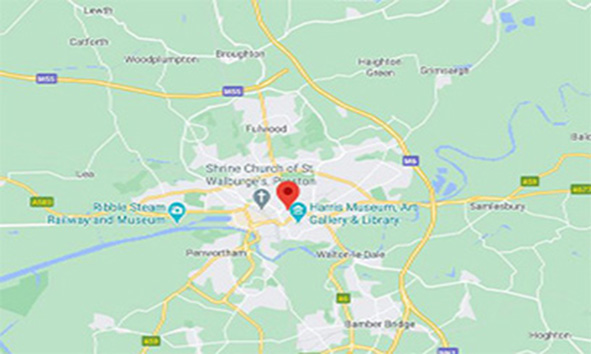 Lewth
Catforth
Broughton
Woodplumpton
Haighton
Green
Grimsargh
M55
M55
Fulwood
M6
Shrine Church of St
Walburge's, Preston
Lea
A59
A677
A583
Ribble Steam
Railway and Museum
Harris Museum, Art
Gallery & Library
Samlesbury
Penwortham
Walton-le-Dale
A6
Bamber Bridge
A59
Hoghton